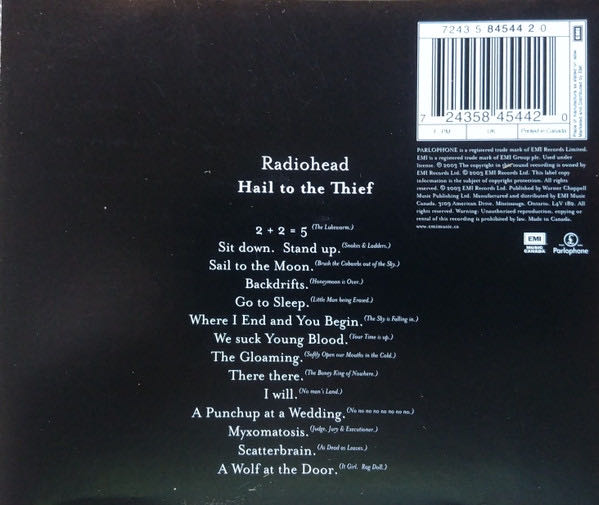 7243 5 84544 2 0
EMI
7 24358 45442 0
F: PM
UK
Printed in Canada
PARLOPHONE is a registered trade mark of EMI Records Limited.
EMI is a registered trade mark of EMI Group plc. Used under
license. ℗ 2003 The copyright in this sound recording is owned by
EMI Records Ltd. © 2003 EMI Records Ltd. This label copy
information is the subject of copyright protection. All rights
reserved. © 2003 EMI Records Ltd. Published by Warner Chappell
Music Publishing Ltd. Manufactured and distributed by EMI Music
Canada. 3109 American Drive, Mississauga, Ontario, L4V 1B2. All
rights reserved. Warning: Unauthorised reproduction, copying or
rental of this recording is prohibited by law. Made in Canada.
www.emimusic.ca
EMI
MUSIC
CANADA
Parlophone
Radiohead
Hail to the Thief
2 + 2 = 5 (The Lukewarm.)
Sit down. Stand up. (Snakes & Ladders.)
Sail to the Moon. (Brush the Cobwebs out of the Sky.)
Backdrifts. (Honeymoon is Over.)
Go to Sleep. (Little Man being Erased.)
Where I End and You Begin. (The Sky is Falling in.)
We suck Young Blood. (Your Time is up.)
The Gloaming. (Softly Open our Mouths in the Cold.)
There there. (The Boney King of Nowhere.)
I will. (No man's Land.)
A Punchup at a Wedding. (No no no no no no no no.)
Myxomatosis. (Judge, Jury & Executioner.)
Scatterbrain. (As Dead as Leaves.)
A Wolf at the Door. (It Girl. Rag Doll.)